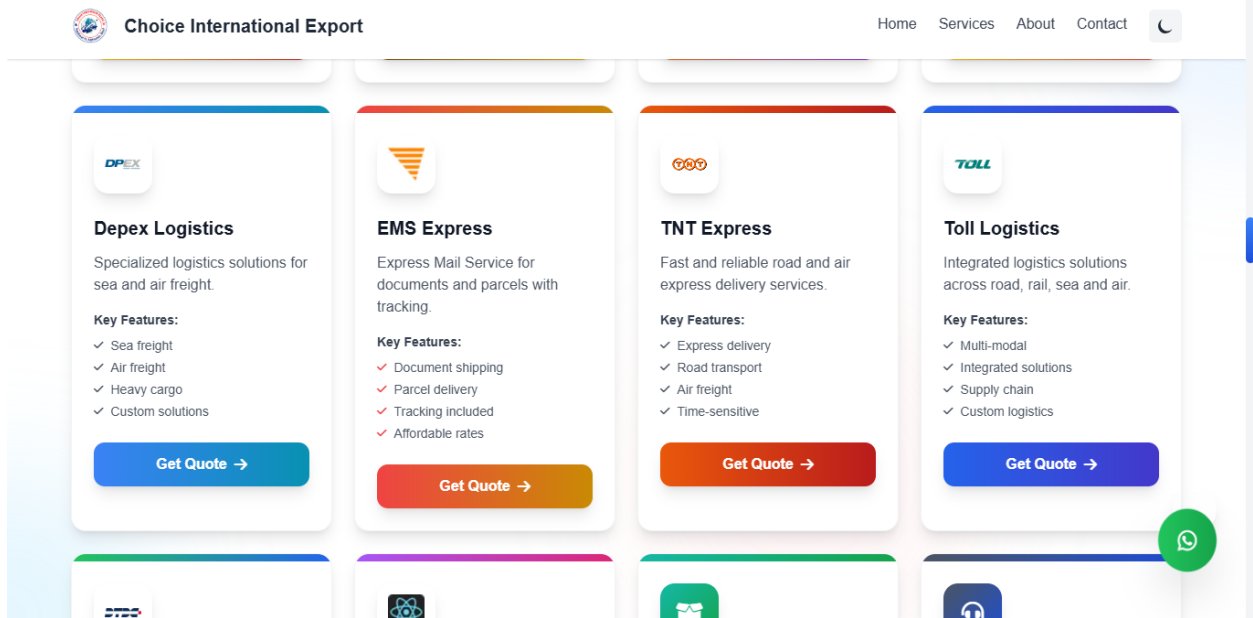 Choice International Export
Home
Services
About
Contact
DPEX
Depex Logistics
Specialized logistics solutions for
sea and air freight.
Key Features:
Sea freight
Air freight
Heavy cargo
Custom solutions
Get Quote →
EMS Express
Express Mail Service for
documents and parcels with
tracking.
Key Features:
Document shipping
Parcel delivery
Tracking included
Affordable rates
Get Quote →
TNT
TNT Express
Fast and reliable road and air
express delivery services.
Key Features:
Express delivery
Road transport
Air freight
Time-sensitive
Get Quote →
TOLL
Toll Logistics
Integrated logistics solutions
across road, rail, sea and air.
Key Features:
Multi-modal
Integrated solutions
Supply chain
Custom logistics
Get Quote →